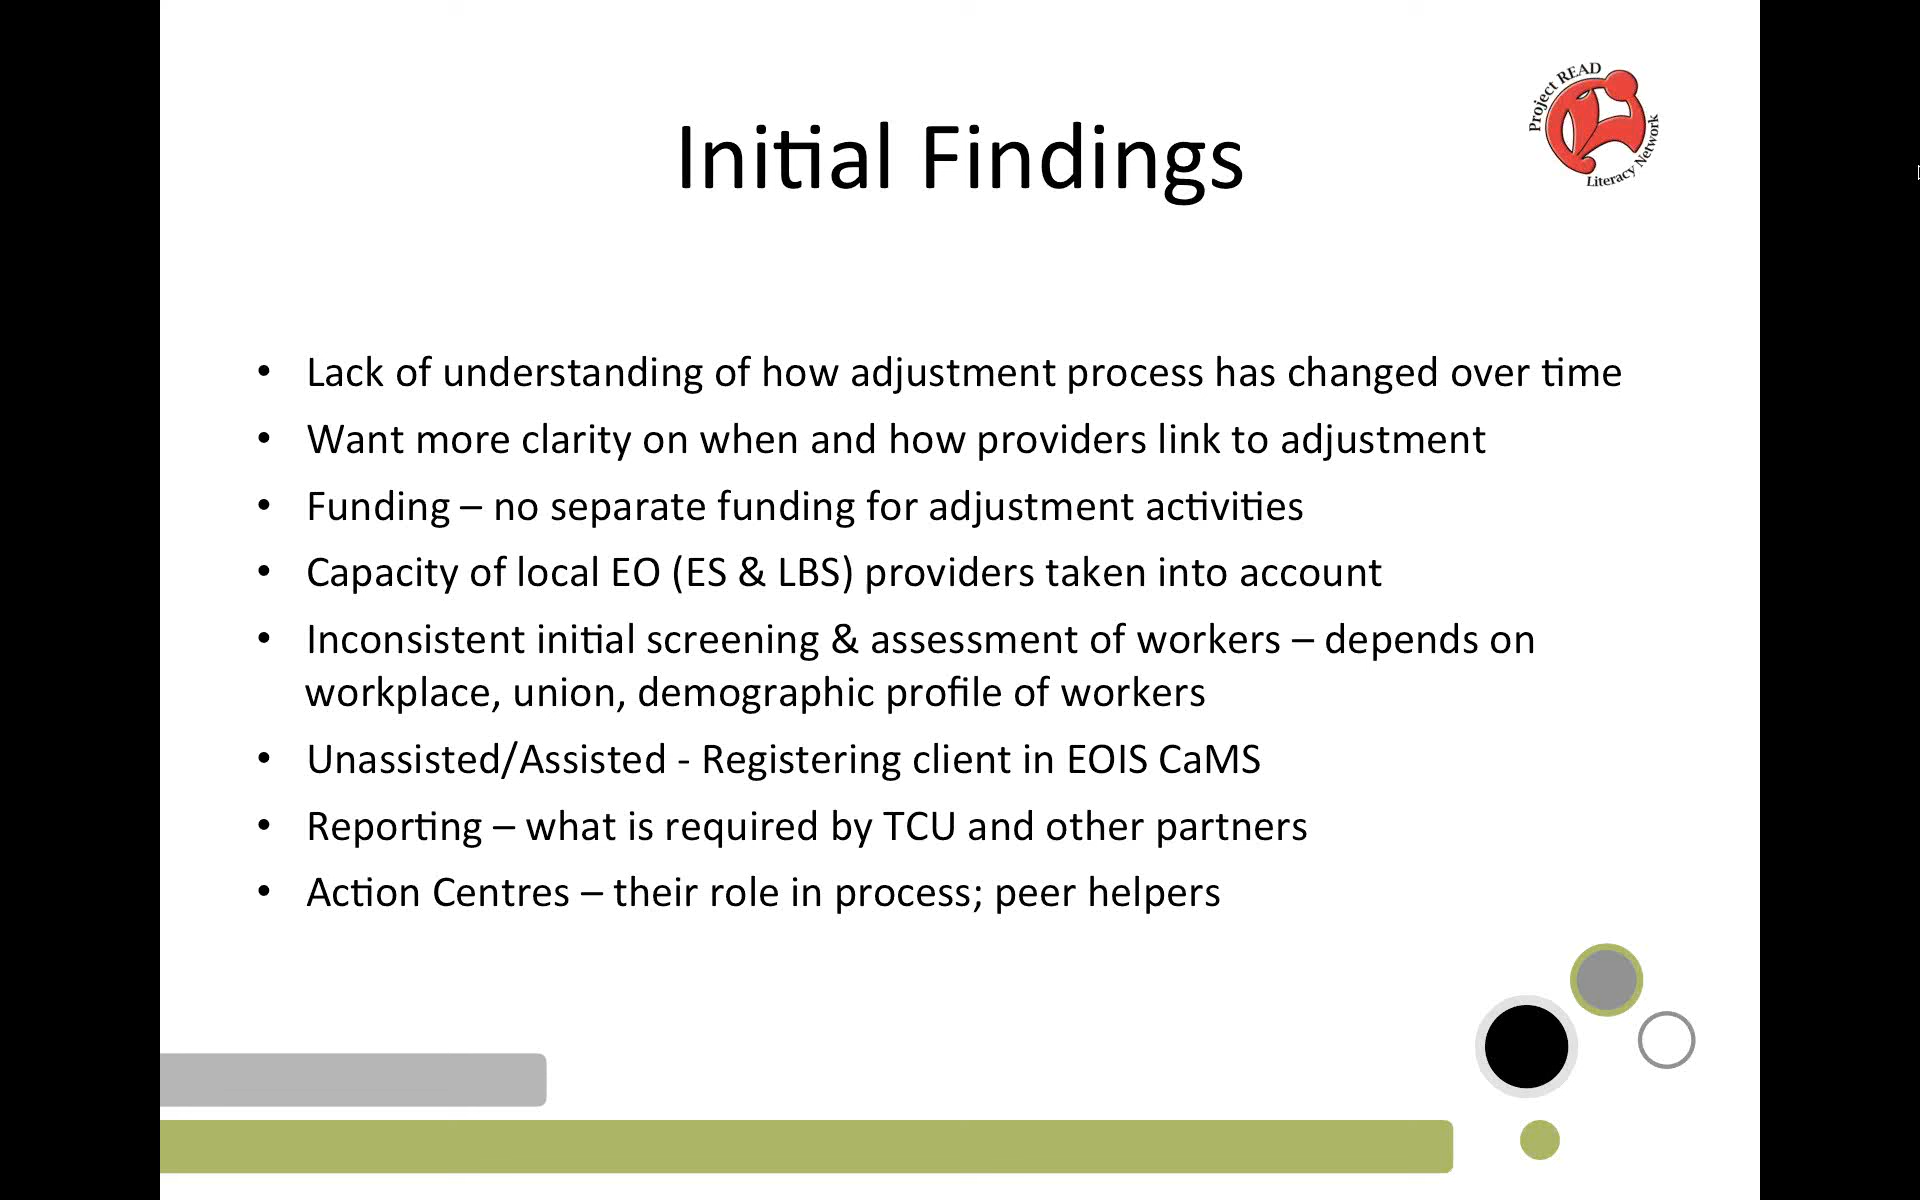 Project READ
Literacy Network
Initial Findings
• Lack of understanding of how adjustment process has changed over time
• Want more clarity on when and how providers link to adjustment
• Funding – no separate funding for adjustment activities
• Capacity of local EO (ES & LBS) providers taken into account
• Inconsistent initial screening & assessment of workers – depends on
workplace, union, demographic profile of workers
• Unassisted/Assisted - Registering client in EOIS CaMS
• Reporting – what is required by TCU and other partners
• Action Centres – their role in process; peer helpers